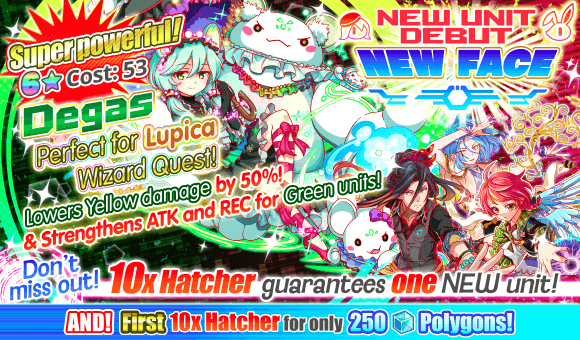 Super powerful!
6★ Cost: 53
Degas
Perfect for Lupica
Wizard Quest!
Lowers Yellow damage by 50%!
& Strengthens ATK and REC for Green units!
NEW UNIT
DEBUT
NEW FACE
Don't
miss out!
10x Hatcher guarantees one NEW unit!
AND! First 10x Hatcher for only 250 Polygons!